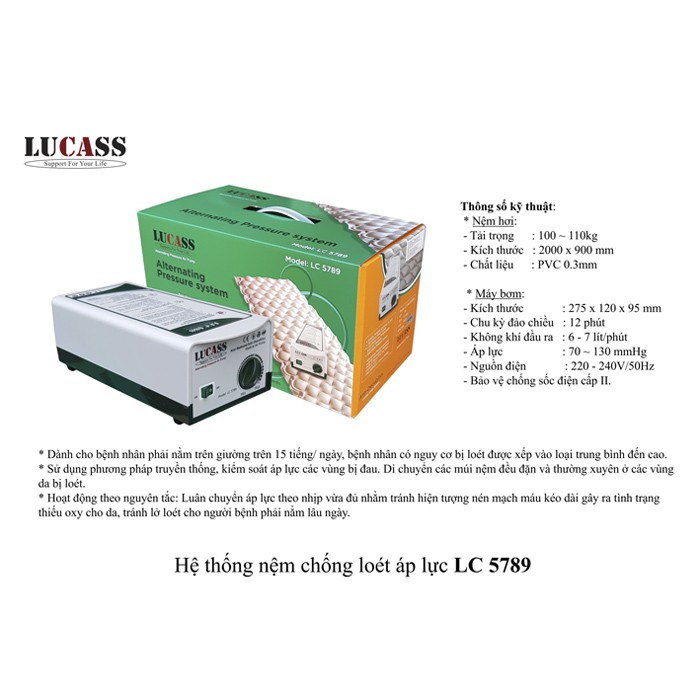 LUCASS
Support For Your Life
Alternating Pressure system
Model: LC 5789
LUCASS
Model: LC 5789
Alternating
Pressure system
LUCASS
Thông số kỹ thuật:
* Nệm hơi:
- Tải trọng : 100 ~ 110kg
- Kích thước : 2000 x 900 mm
- Chất liệu : PVC 0.3mm
* Máy bơm:
- Kích thước : 275 x 120 x 95 mm
- Chu kỳ đảo chiều : 12 phút
- Không khí đầu ra : 6 - 7 lít/phút
- Áp lực : 70 ~ 130 mmHg
- Nguồn điện : 220 - 240V/50Hz
- Bảo vệ chống sốc điện cấp II.
* Dành cho bệnh nhân phải nằm trên giường trên 15 tiếng/ ngày, bệnh nhân có nguy cơ bị loét được xếp vào loại trung bình đến cao.
* Sử dụng phương pháp truyền thống, kiểm soát áp lực các vùng bị đau. Di chuyển các múi nệm đều đặn và thường xuyên ở các vùng
da bị loét.
* Hoạt động theo nguyên tắc: Luân chuyển áp lực theo nhịp vừa đủ nhằm tránh hiện tượng nén mạch máu kéo dài gây ra tình trạng
thiếu oxy cho da, tránh lở loét cho người bệnh phải nằm lâu ngày.
Hệ thống nệm chống loét áp lực LC 5789